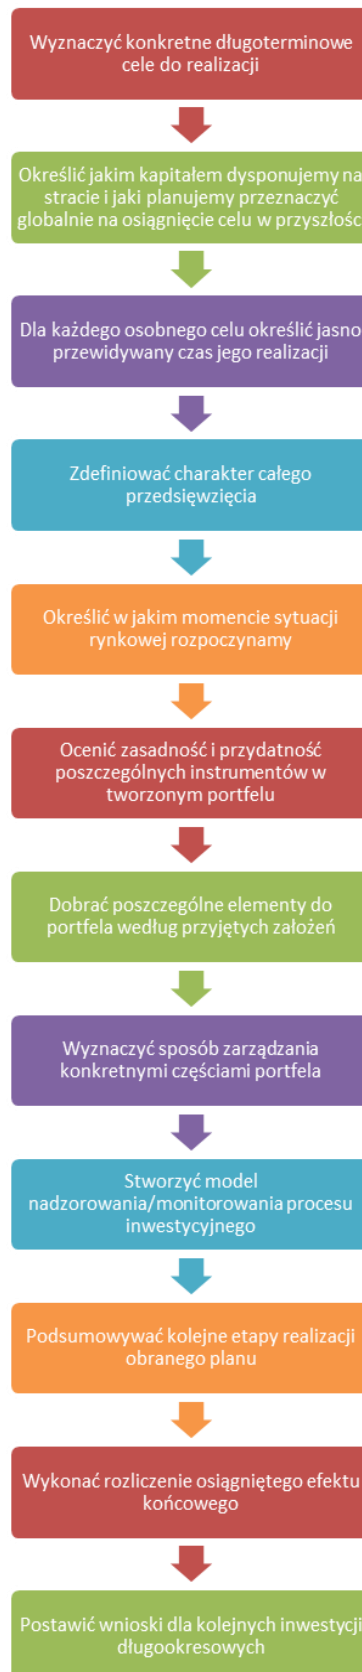 Wyznaczyć konkretne długoterminowe
cele do realizacji
Określić jakim kapitałem dysponujemy na
stracie i jaki planujemy przeznaczyć
globalnie na osiągnięcie celu w przyszłośc
Dla każdego osobnego celu określić jasno
przewidywany czas jego realizacji
Zdefiniować charakter całego
przedsięwzięcia
Określić w jakim momencie sytuacji
rynkowej rozpoczynamy
Ocenić zasadność i przydatność
poszczególnych instrumentów w
tworzonym portfelu
Dobrać poszczególne elementy do
portfela według przyjętych założeń
Wyznaczyć sposób zarządzania
konkretnymi częściami portfela
Stworzyć model
nadzorowania/monitorowania procesu
inwestycyjnego
Podsumowywać kolejne etapy realizacji
obranego planu
Wykonać rozliczenie osiągniętego efektu
końcowego
Postawić wnioski dla kolejnych inwestycji
długookresowych